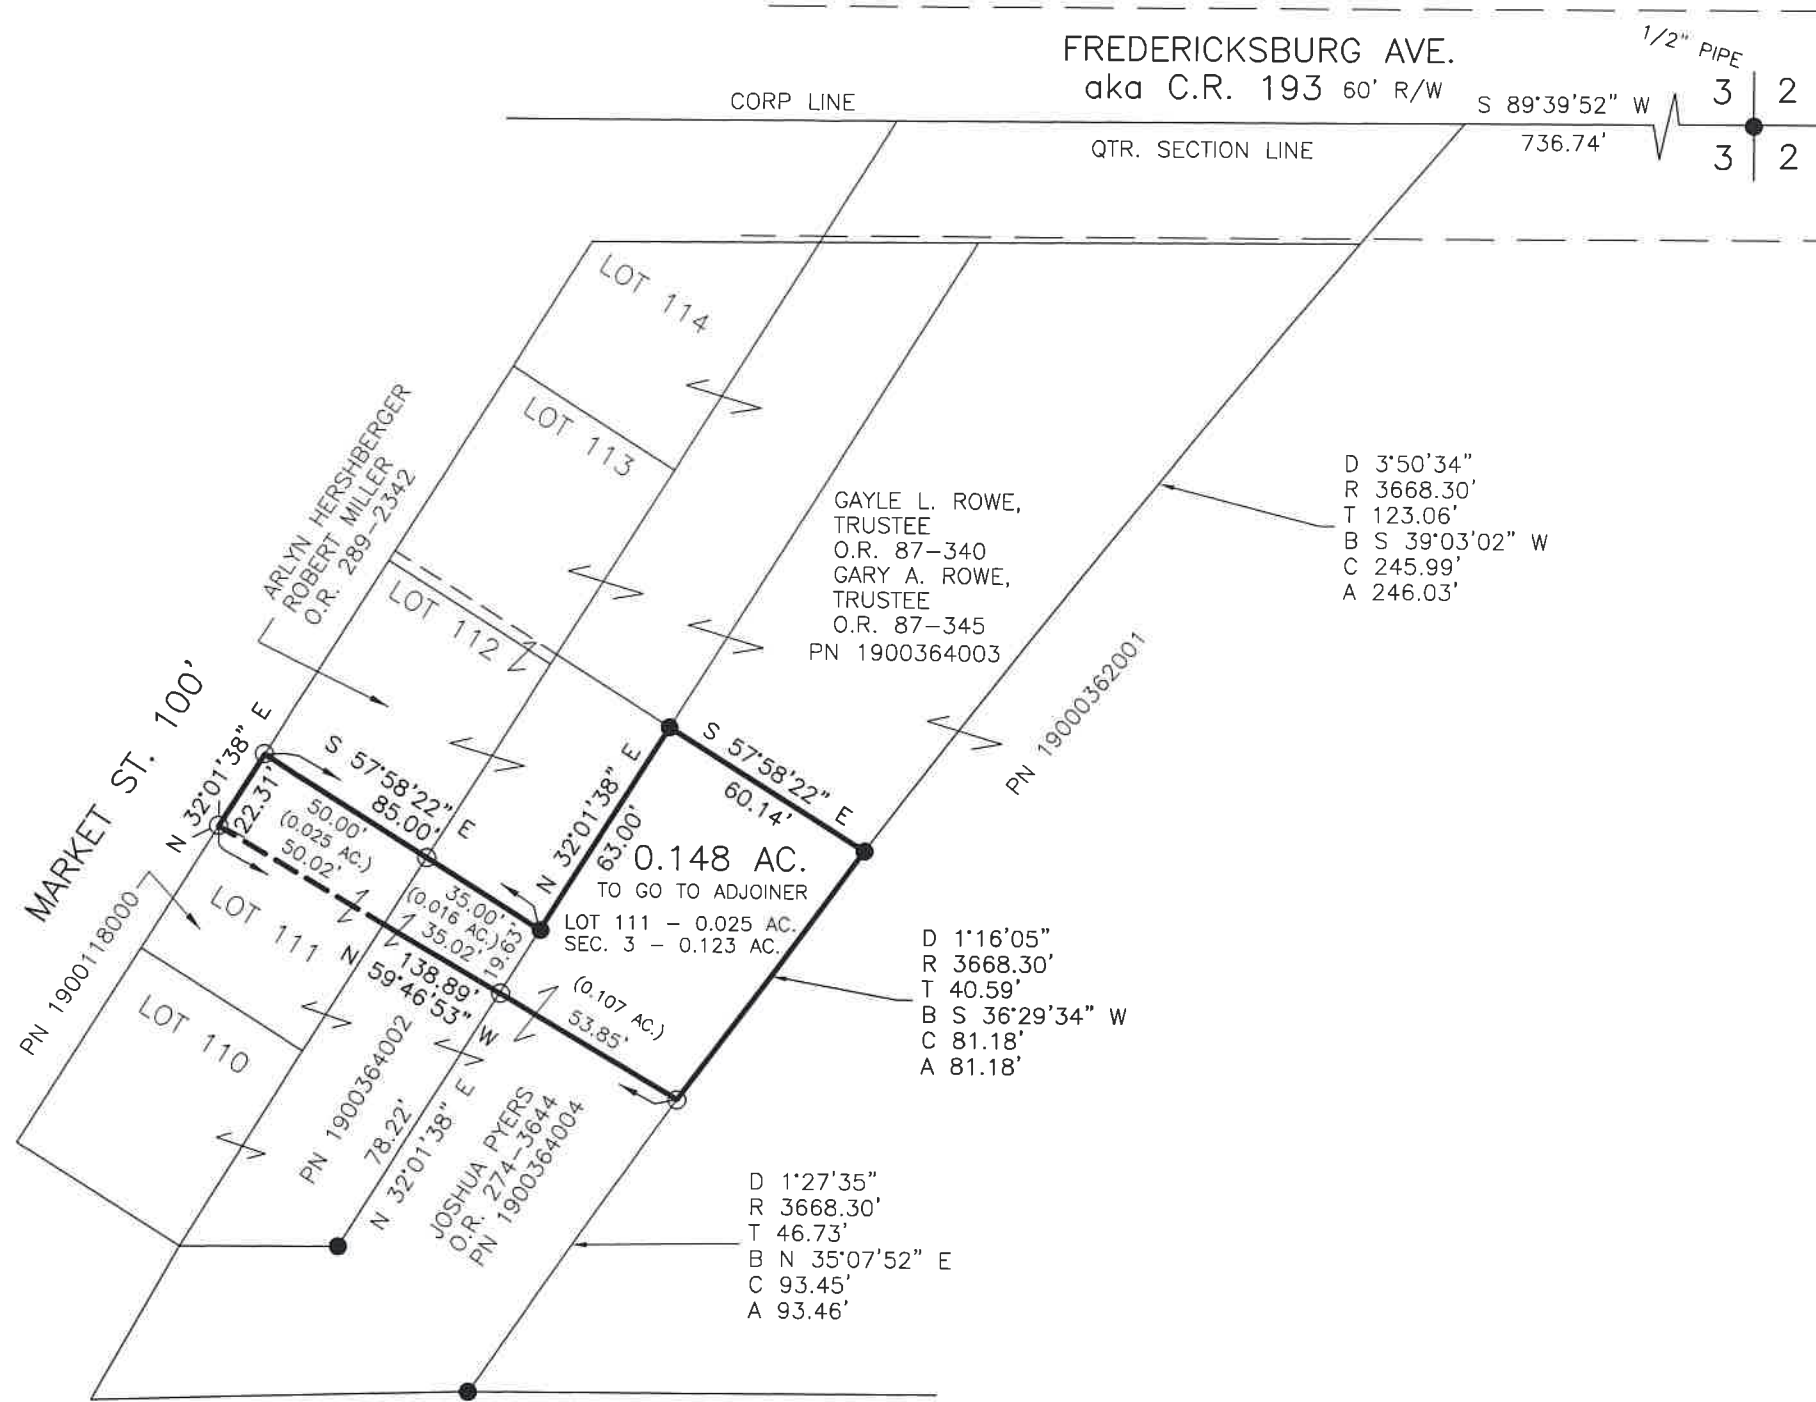 FREDERICKSBURG AVE.
aka C.R. 193 60' R/W
1/2" PIPE
3 2
3 2
CORP LINE
S 89°39'52" W
736.74'
QTR. SECTION LINE
LOT 114
LOT 113
ARLYN HERSHBERGER
ROBERT MILLER
O.R. 289-2342
LOT 112
GAYLE L. ROWE,
TRUSTEE
O.R. 87-340
GARY A. ROWE,
TRUSTEE
O.R. 87-345
PN 1900364003
D 3°50'34"
R 3668.30'
T 123.06'
B S 39°03'02" W
C 245.99'
A 246.03'
PN 1900362001
MARKET ST. 100'
N 32°01'38" E
22.31'
S 57°58'22" E
85.00'
50.00'
(0.025 AC.)
50.02'
N 32°01'38" E
63.00'
S 57°58'22" E
60.14'
0.148 AC.
TO GO TO ADJOINER
LOT 111 - 0.025 AC.
SEC. 3 - 0.123 AC.
35.00'
(0.016 AC.)
35.02'
19.63'
138.89'
N 59°46'53" W
(0.107 AC.)
53.85'
LOT 111
PN 1900118000
LOT 110
D 1°16'05"
R 3668.30'
T 40.59'
B S 36°29'34" W
C 81.18'
A 81.18'
PN 1900364002
78.22'
N 32°01'38" E
JOSHUA PYERS
O.R. 274-3644
PN 1900364004
D 1°27'35"
R 3668.30'
T 46.73'
B N 35°07'52" E
C 93.45'
A 93.46'